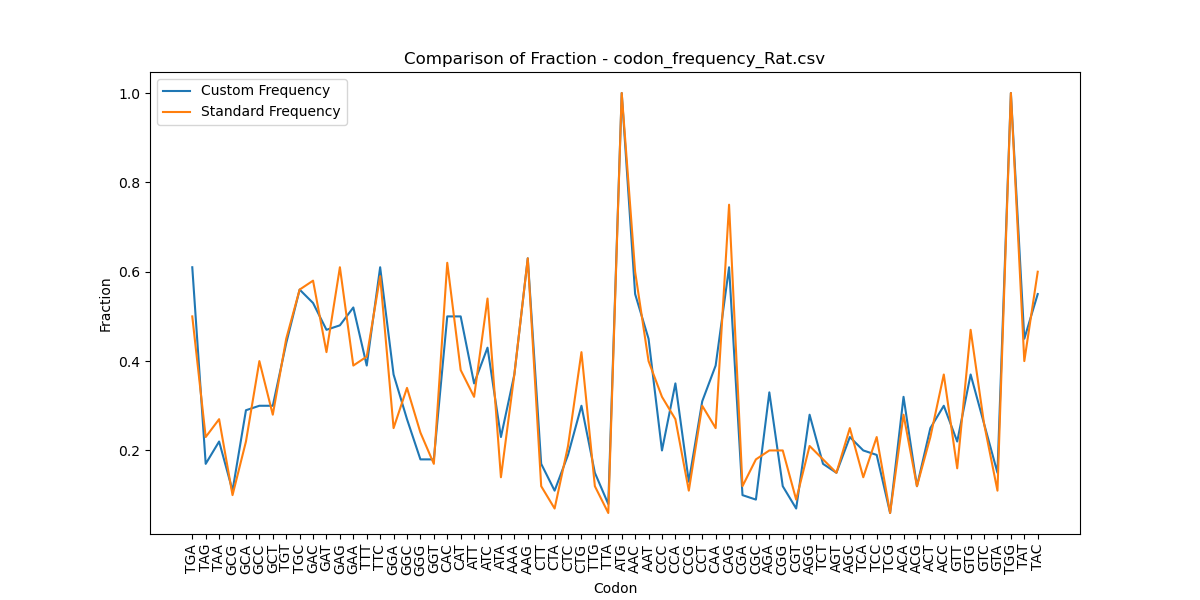 Comparison of Fraction - codon_frequency_Rat.csv
Custom Frequency
Standard Frequency
1.0
0.8
0.6
0.4
0.2
Fraction
TGA TAG TAA GCG GCA GCC GCT TGT TGC GAC GAT GAG GAA TTT TTC GGA GGC GGG GGT CAC CAT ATT ATC ATA AAA AAG CTT CTA CTC CTG TTG TTA ATG AAC AAT CCC CCA CCG CCT CAA CAG CGA CGC AGA CGG CGT AGG TCT AGT AGC TCA TCC TCG ACA ACG ACT ACC GTT GTG GTC GTA TGG TAT TAC
Codon